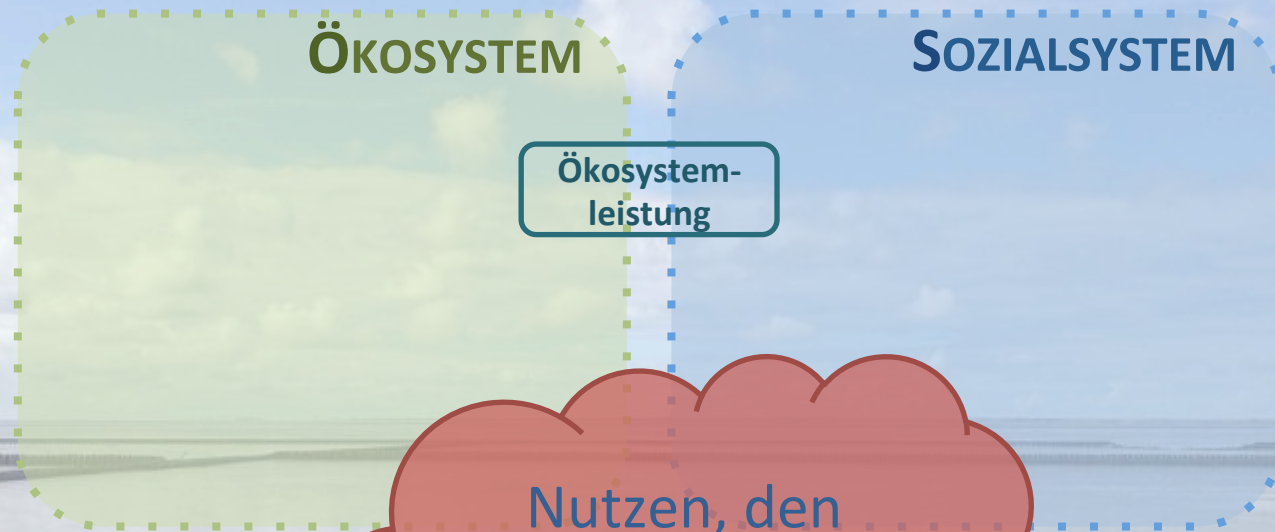 ÖKOSYSTEM
SOZIALSYSTEM
Ökosystem-
leistung
Nutzen, den